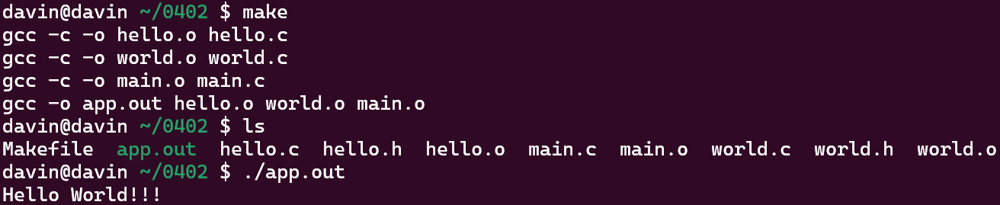 davin@davin ~/0402 $ make
gcc -c -o hello.o hello.c
gcc -c -o world.o world.c
gcc -c -o main.o main.c
gcc -o app.out hello.o world.o main.o
davin@davin ~/0402 $ ls
Makefile  app.out  hello.c  hello.h  hello.o  main.c  main.o  world.c  world.h  world.o
davin@davin ~/0402 $ ./app.out
Hello World!!!